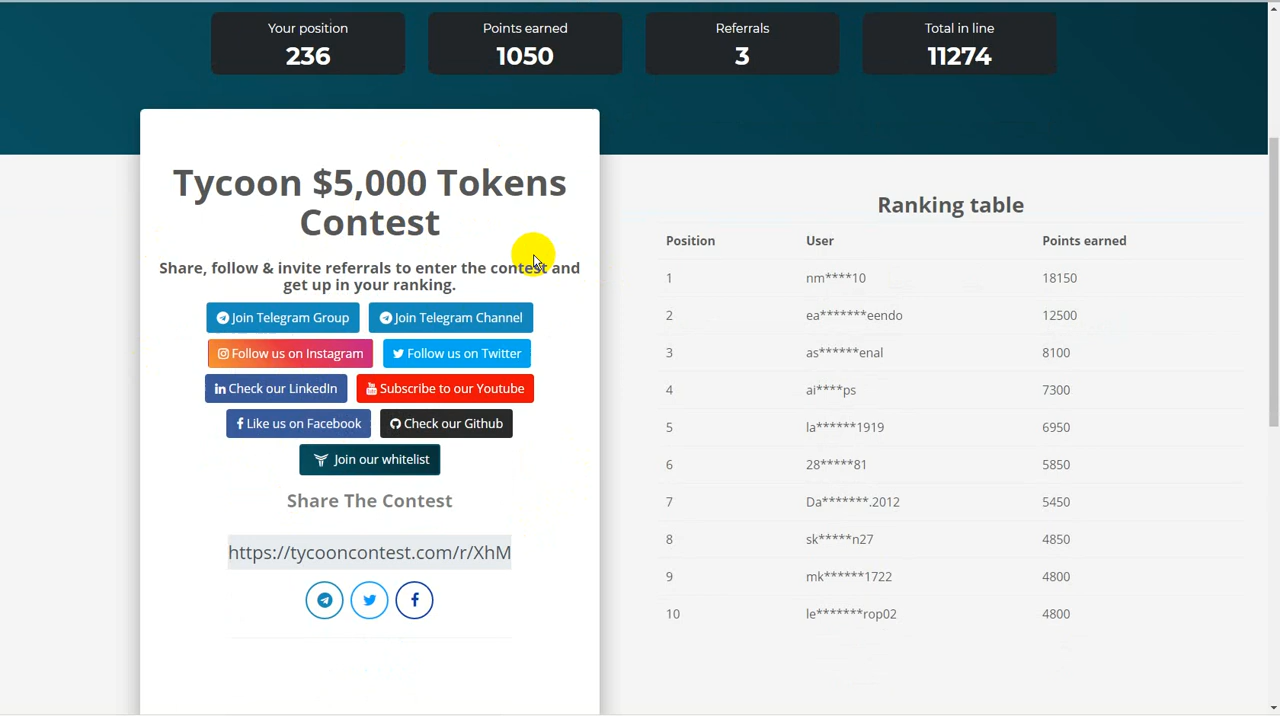 Your position
236
Points earned
1050
Referrals
3
Total in line
11274
Tycoon $5,000 Tokens
Contest
Share, follow & invite referrals to enter the contest and
get up in your ranking.
Join Telegram Group
Join Telegram Channel
Follow us on Instagram
Follow us on Twitter
Check our LinkedIn
Subscribe to our Youtube
Like us on Facebook
Check our Github
Join our whitelist
Share The Contest
https://tycooncontest.com/r/XhM
Ranking table
Position User Points earned
1 nm****10 18150
2 ea*******eendo 12500
3 as******enal 8100
4 ai****ps 7300
5 la******1919 6950
6 28*****81 5850
7 Da*******.2012 5450
8 sk*****n27 4850
9 mk******1722 4800
10 le*******rop02 4800